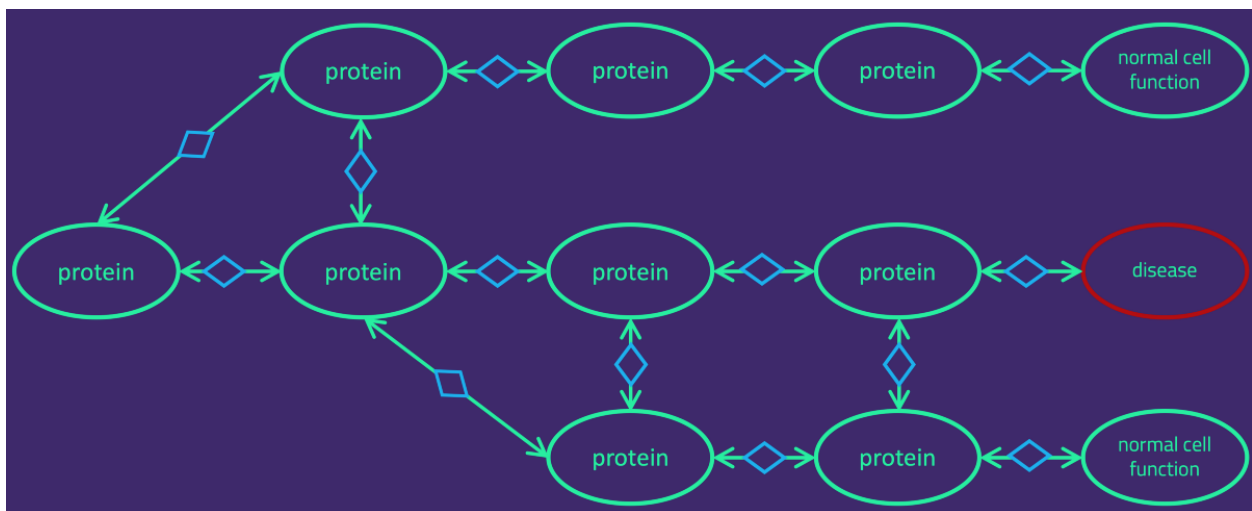 protein
protein
protein
normal cell
function
protein
protein
protein
protein
disease
protein
protein
normal cell
function